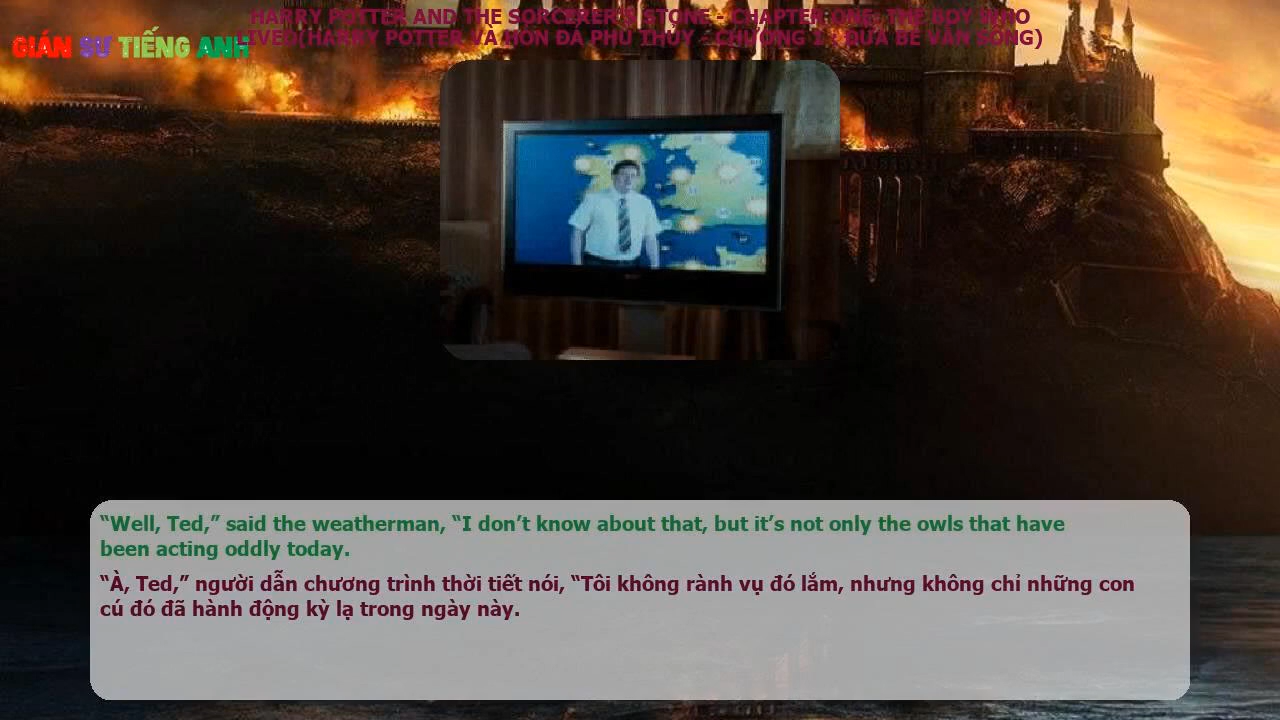 HARRY POTTER AND THE SORCERER'S STONE - CHAPTER ONE: THE BOY WHO
LIVED(HARRY POTTER VÀ HÒN ĐÁ PHÙ THỦY - CHƯƠNG 1 - ĐỨA BÉ VẪN SỐNG)
GIÁN SỨ TIẾNG ANH
“Well, Ted,” said the weatherman, “I don’t know about that, but it’s not only the owls that have
been acting oddly today.
“À, Ted,” người dẫn chương trình thời tiết nói, “Tôi không rành vụ đó lắm, nhưng không chỉ những con
cú đó đã hành động kỳ lạ trong ngày này.